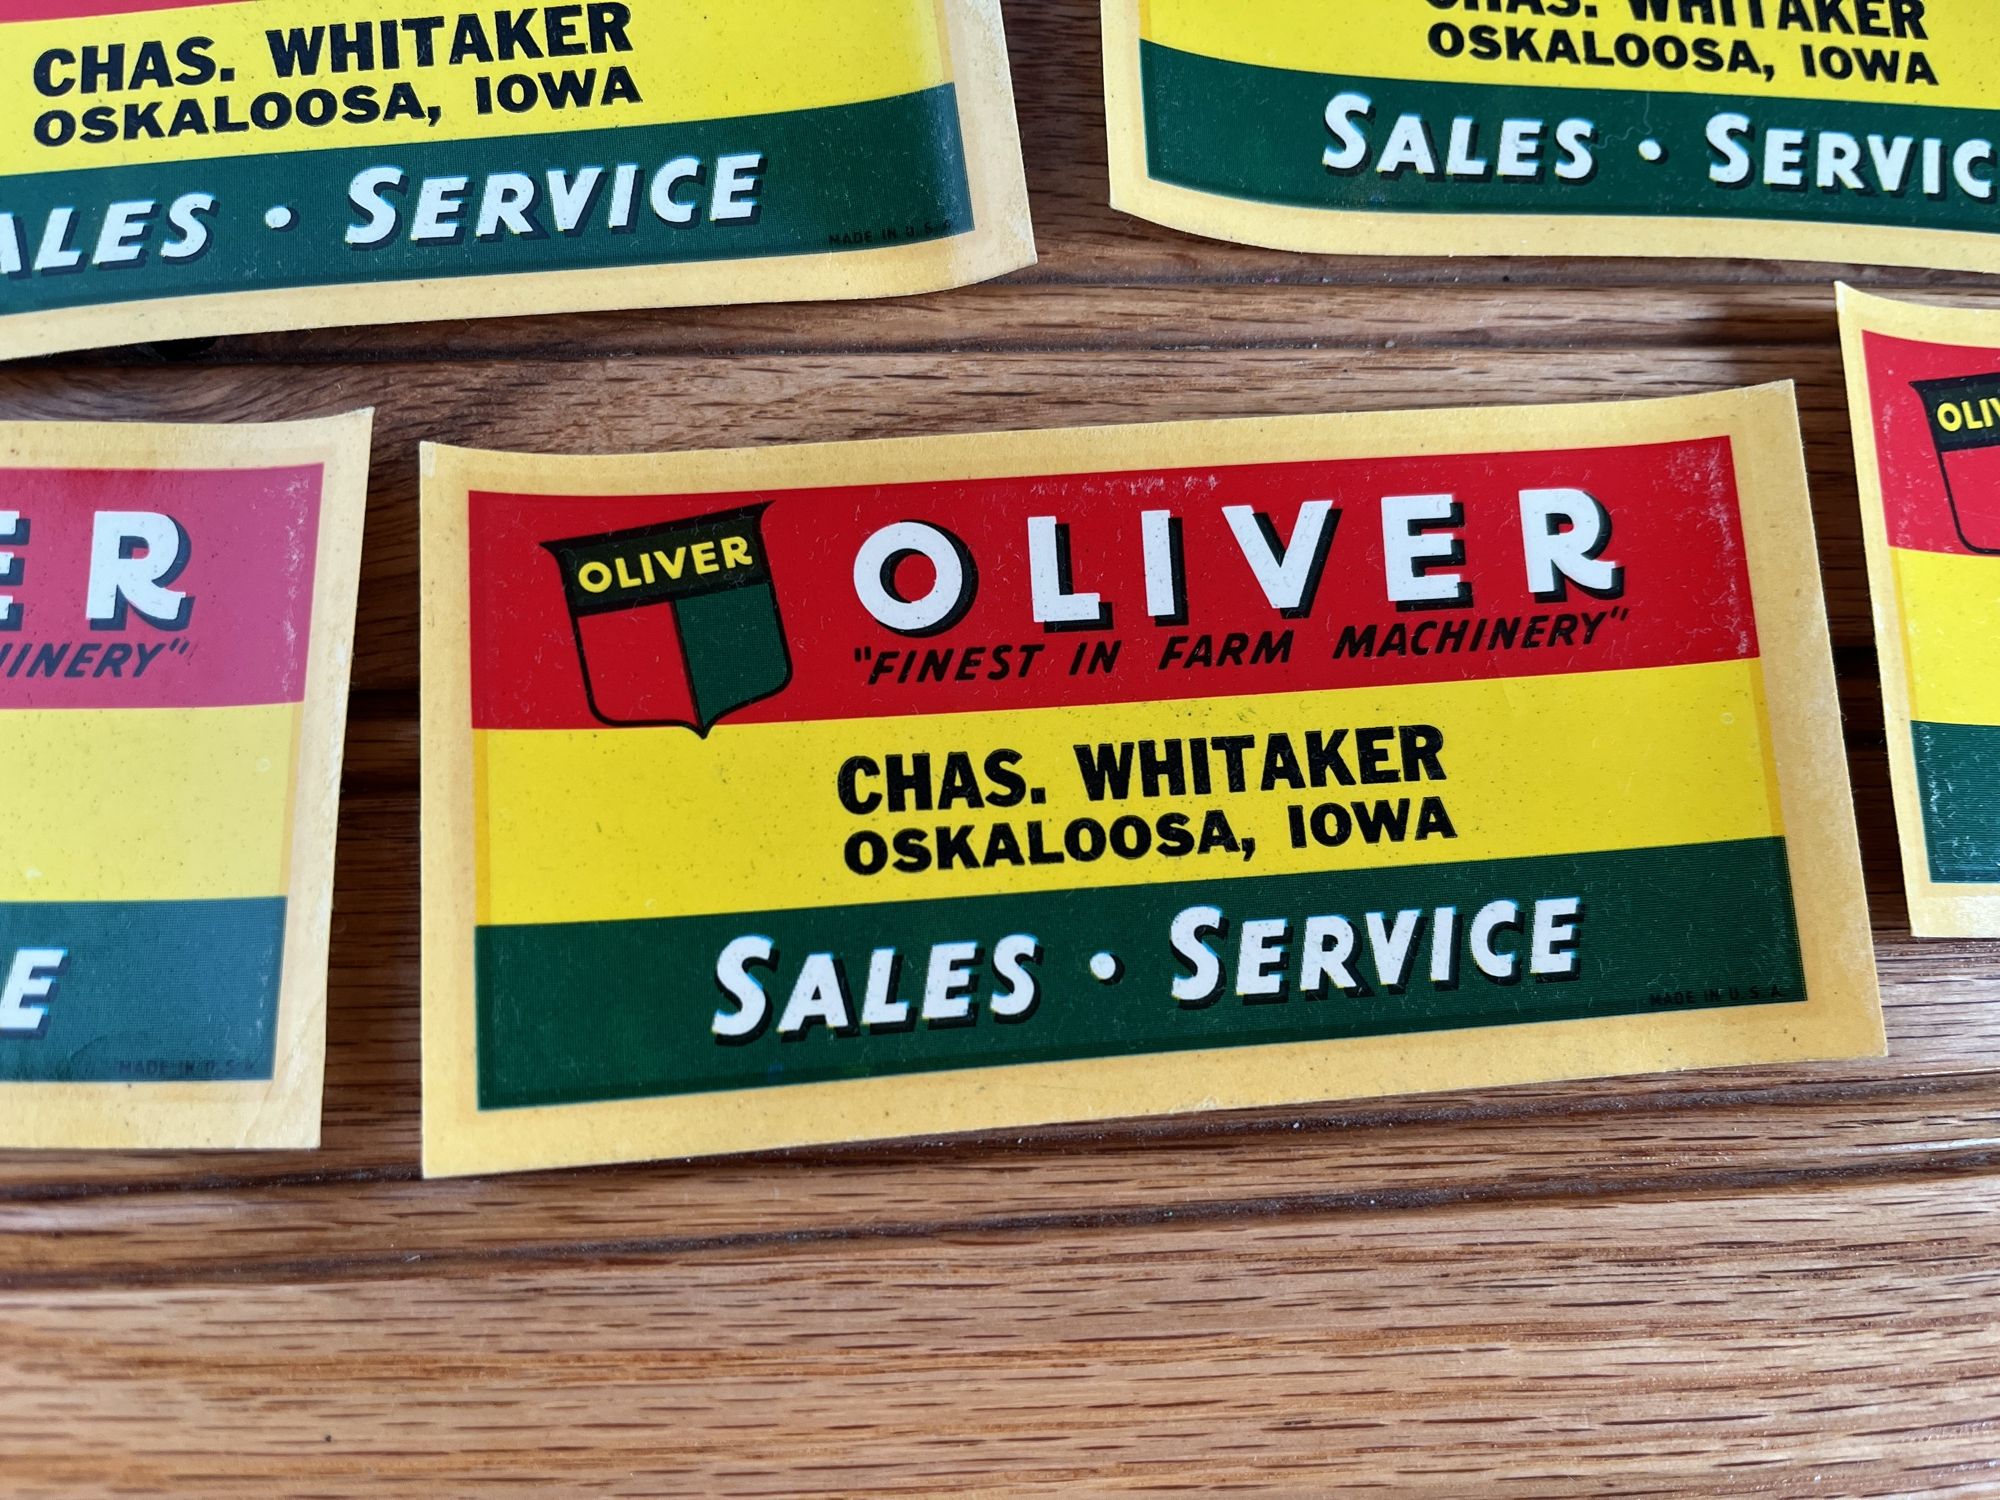 CHAS. WHITAKER
OSKALOOSA, IOWA
ALES • SERVICE
MADE IN U.S.A.
CHAS. WHITAKER
OSKALOOSA, IOWA
SALES • SERVIC
ER
HINERY"
E
MADE IN U.S.A.
OLIVER
OLIVER
"FINEST IN FARM MACHINERY"
CHAS. WHITAKER
OSKALOOSA, IOWA
SALES • SERVICE
MADE IN U.S.A.
OLIV